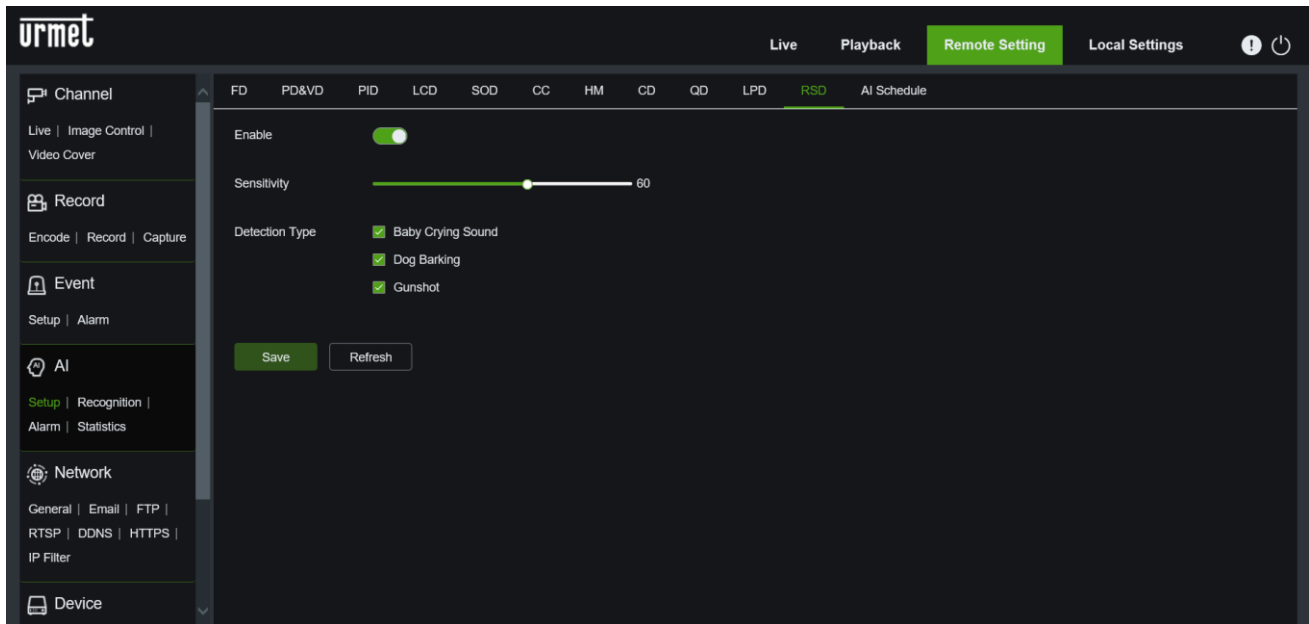 urmet
Live Playback Remote Setting Local Settings
Channel
Live | Image Control |
Video Cover
Record
Encode | Record | Capture
Event
Setup | Alarm
AI
Setup | Recognition |
Alarm | Statistics
Network
General | Email | FTP |
RTSP | DDNS | HTTPS |
IP Filter
Device
FD PD&VD PID LCD SOD CC HM CD QD LPD RSD AI Schedule
Enable
Sensitivity 60
Detection Type Baby Crying Sound
Dog Barking
Gunshot
Save Refresh